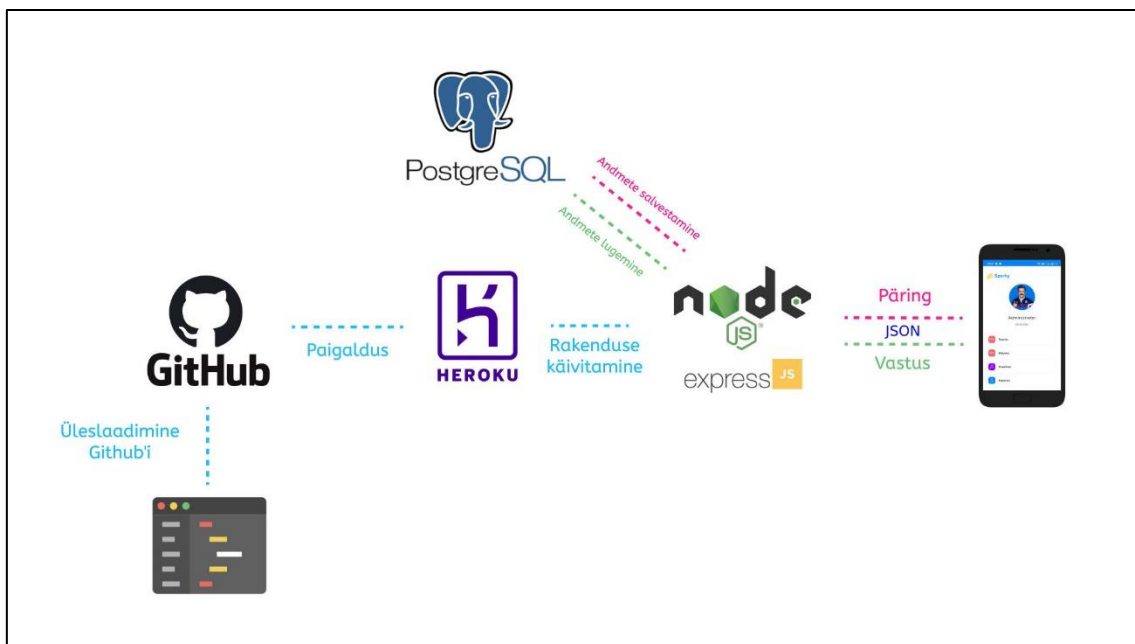 PostgreSQL
Andmete salvestamine
Andmete lugemine
GitHub
Paigaldus
HEROKU
Rakenduse
käivitamine
node
JS
express JS
Päring
JSON
Vastus
Üleslaadimine
Github'i